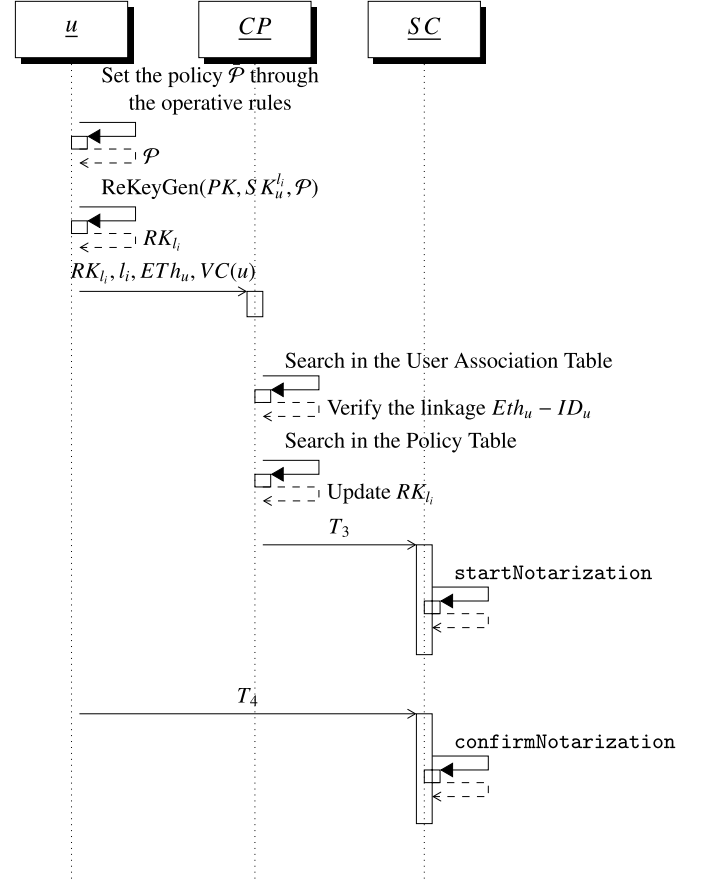 u CP SC
Set the policy 𝒫 through
the operative rules
𝒫
ReKeyGen(PK, SK_u^{l_i}, 𝒫)
RK_{l_i}
RK_{l_i}, l_i, ETh_u, VC(u)
Search in the User Association Table
Verify the linkage Eth_u − ID_u
Search in the Policy Table
Update RK_{l_i}
T_3
startNotarization
T_4
confirmNotarization